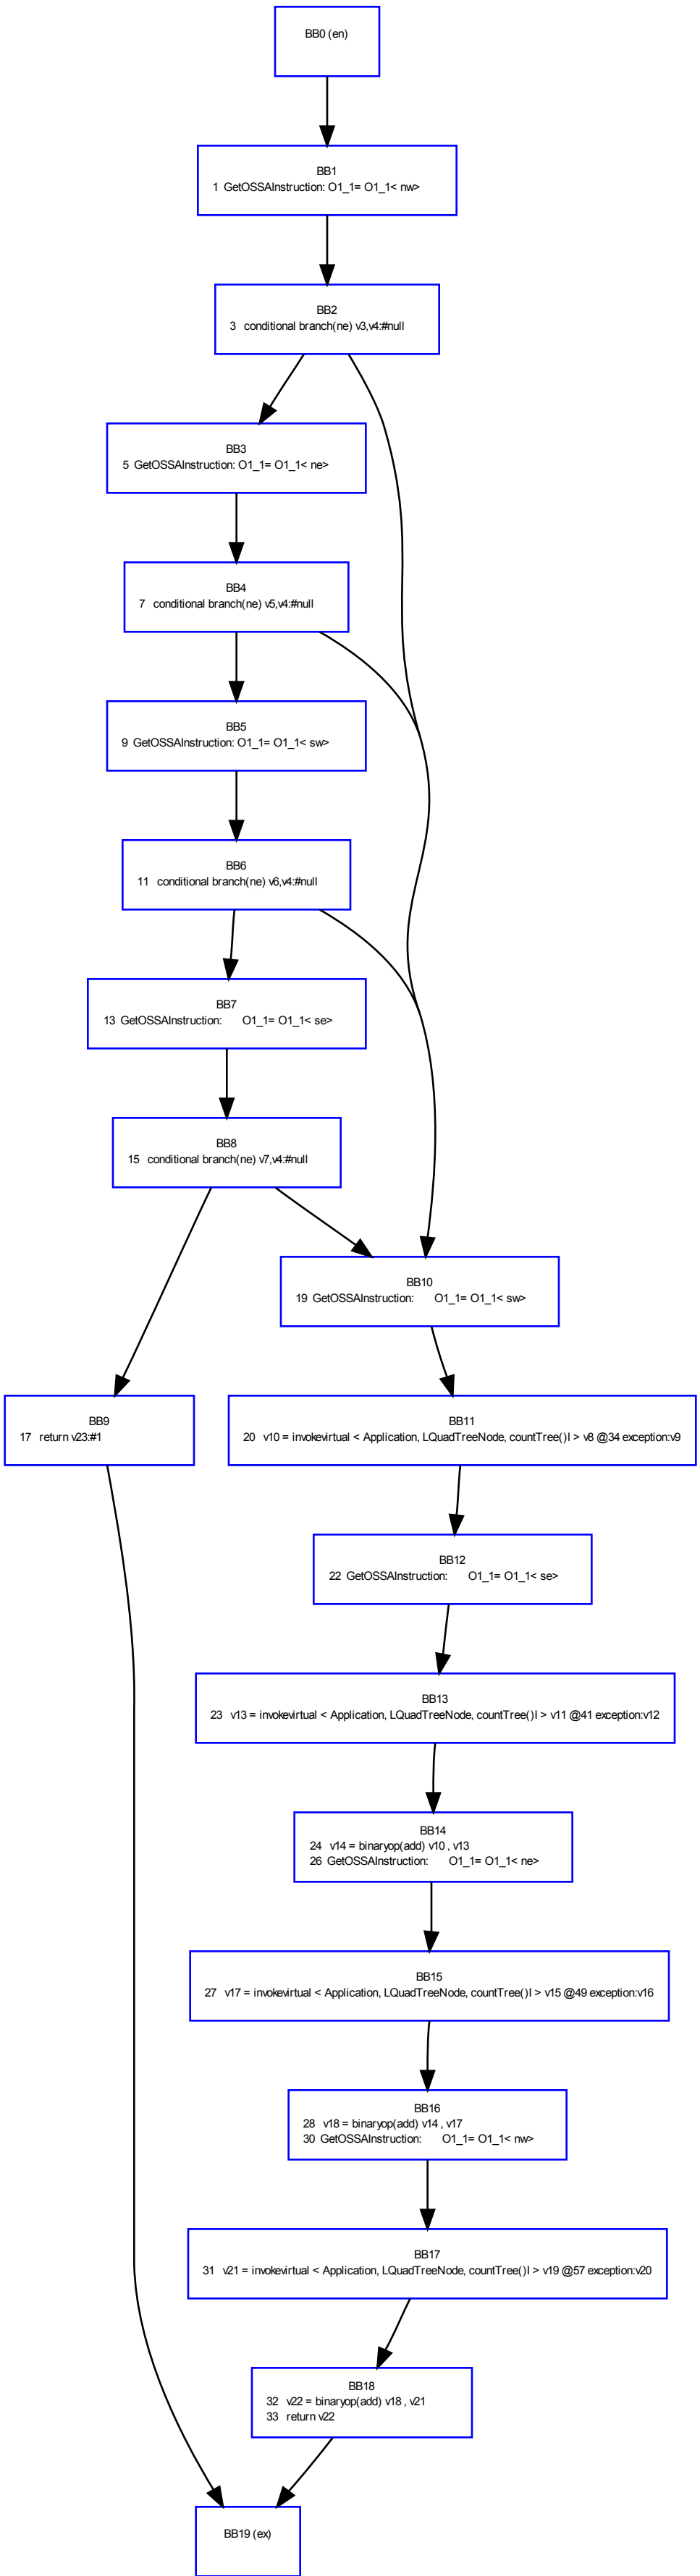 BB0 (en)
BB1
1 GetOSSAInstruction: O1_1= O1_1< nw>
BB2
3 conditional branch(ne) v3,v4:#null
BB3
5 GetOSSAInstruction: O1_1= O1_1< ne>
BB4
7 conditional branch(ne) v5,v4:#null
BB5
9 GetOSSAInstruction: O1_1= O1_1< sw>
BB6
11 conditional branch(ne) v6,v4:#null
BB7
13 GetOSSAInstruction: O1_1= O1_1< se>
BB8
15 conditional branch(ne) v7,v4:#null
BB10
19 GetOSSAInstruction: O1_1= O1_1< sw>
BB9
17 return v23:#1
BB11
20 v10 = invokevirtual < Application, LQuadTreeNode, countTree()I > v8 @34 exception:v9
BB12
22 GetOSSAInstruction: O1_1= O1_1< se>
BB13
23 v13 = invokevirtual < Application, LQuadTreeNode, countTree()I > v11 @41 exception:v12
BB14
24 v14 = binaryop(add) v10 , v13
26 GetOSSAInstruction: O1_1= O1_1< ne>
BB15
27 v17 = invokevirtual < Application, LQuadTreeNode, countTree()I > v15 @49 exception:v16
BB16
28 v18 = binaryop(add) v14 , v17
30 GetOSSAInstruction: O1_1= O1_1< nw>
BB17
31 v21 = invokevirtual < Application, LQuadTreeNode, countTree()I > v19 @57 exception:v20
BB18
32 v22 = binaryop(add) v18 , v21
33 return v22
BB19 (ex)